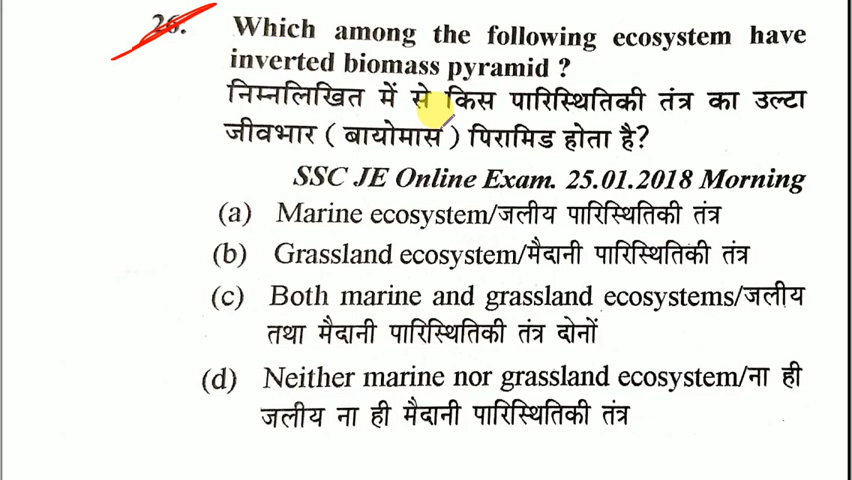 26. Which among the following ecosystem have
inverted biomass pyramid ?
निम्नलिखित में से किस पारिस्थितिकी तंत्र का उल्टा
जीवभार ( बायोमास ) पिरामिड होता है?
SSC JE Online Exam. 25.01.2018 Morning
(a) Marine ecosystem/जलीय पारिस्थितिकी तंत्र
(b) Grassland ecosystem/मैदानी पारिस्थितिकी तंत्र
(c) Both marine and grassland ecosystems/जलीय
तथा मैदानी पारिस्थितिकी तंत्र दोनों
(d) Neither marine nor grassland ecosystem/ना ही
जलीय ना ही मैदानी पारिस्थितिकी तंत्र